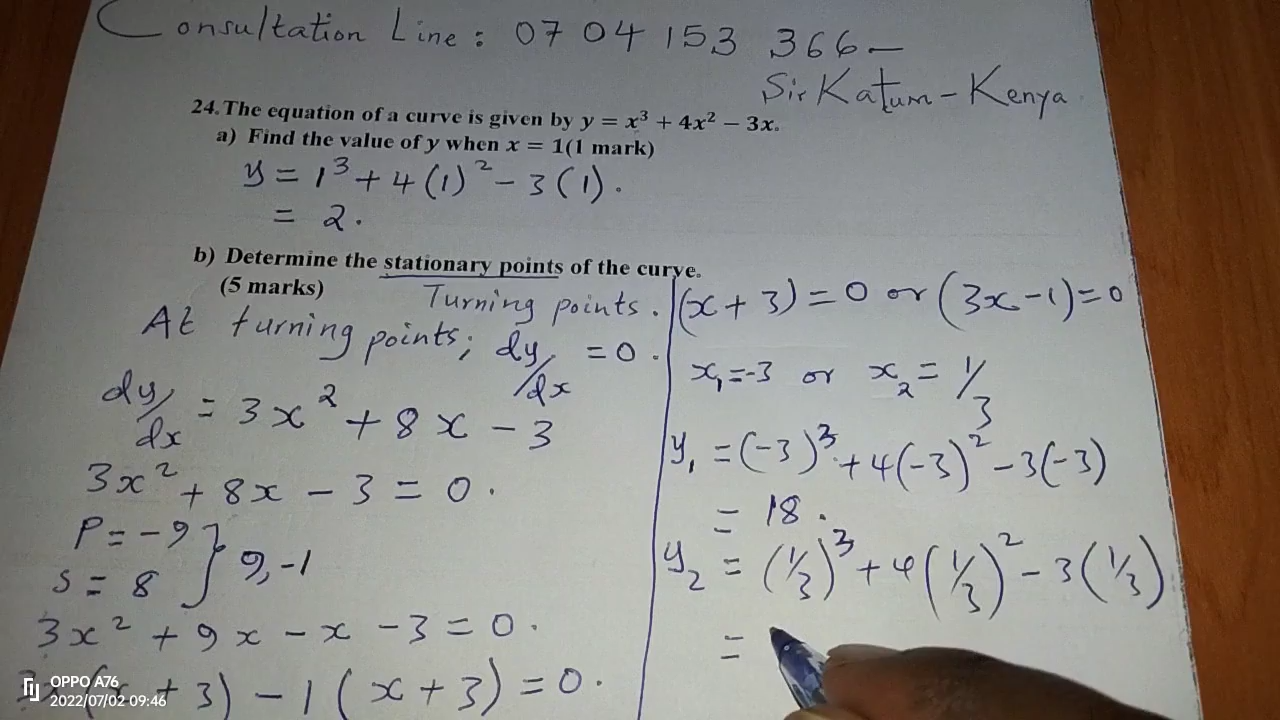 Consultation Line: 0704 153 366 –
Sir Katum - Kenya
24. The equation of a curve is given by y = x³ + 4x² − 3x.
a) Find the value of y when x = 1(1 mark)
y = 1³ + 4(1)² − 3(1).
= 2.
b) Determine the stationary points of the curve.
(5 marks)
Turning points.
At turning points; dy/dx = 0.
dy/dx = 3x² + 8x − 3
3x² + 8x − 3 = 0.
P = −9
S = 8 } 9, −1
3x² + 9x − x − 3 = 0.
3x(x + 3) − 1(x + 3) = 0.
(x + 3) = 0 or (3x − 1) = 0
x₁ = −3 or x₂ = 1/3
y₁ = (−3)³ + 4(−3)² − 3(−3)
= 18.
y₂ = (1/3)³ + 4(1/3)² − 3(1/3)
=
OPPO A76
2022/07/02 09:46